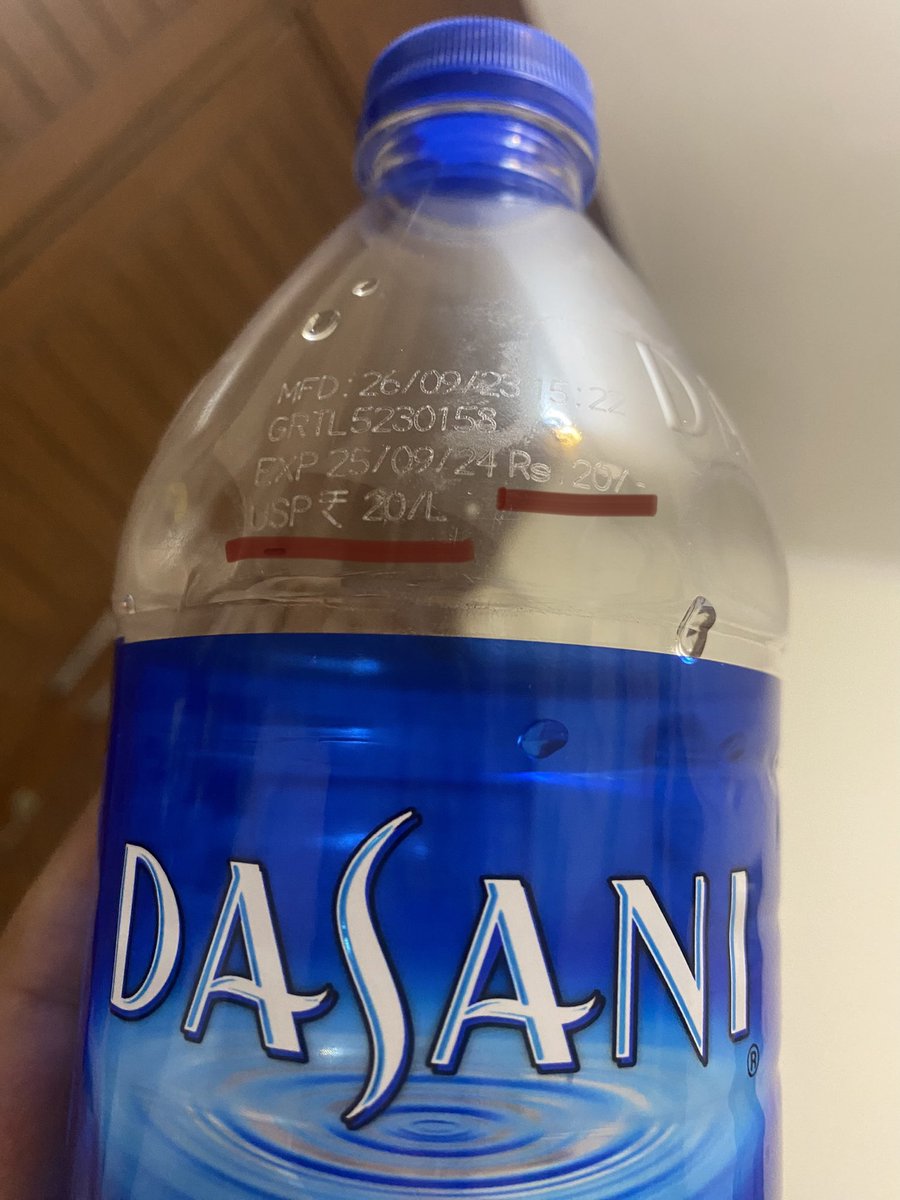 MFD: 26/09/23 15:22
GRTL5230158
EXP 25/09/24 Rs. 20/-
USP ₹ 20/L
DASANI®